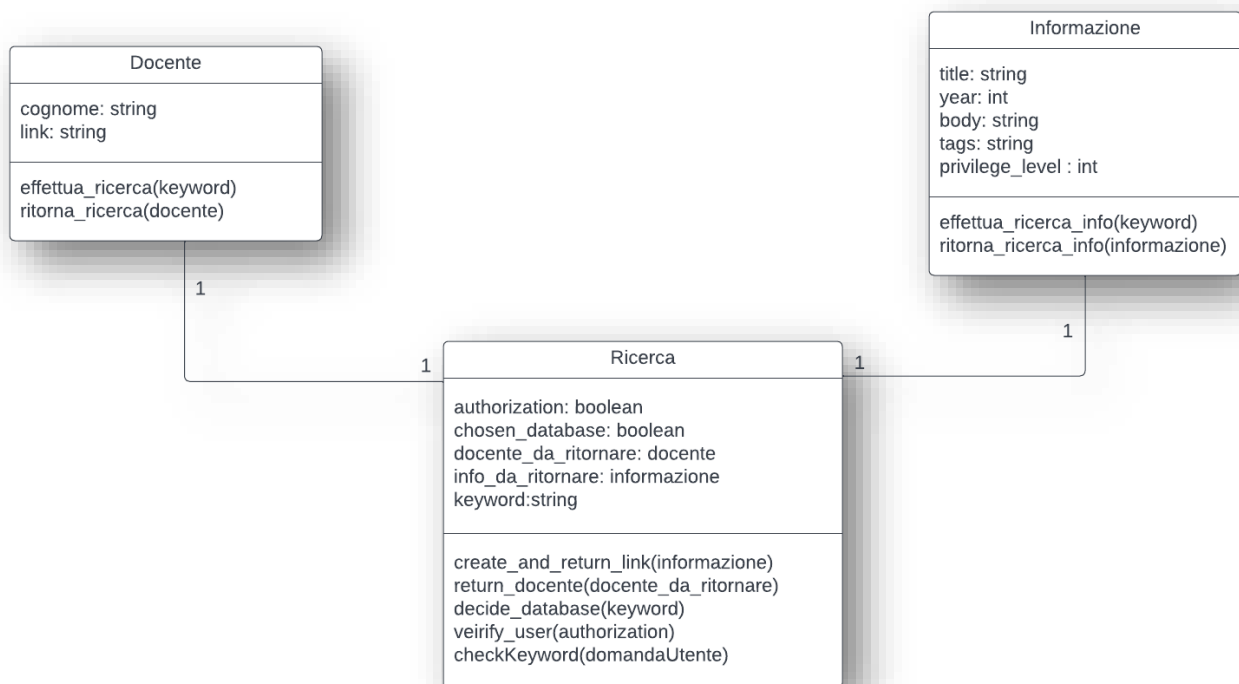 Docente
cognome: string
link: string
effettua_ricerca(keyword)
ritorna_ricerca(docente)
Informazione
title: string
year: int
body: string
tags: string
privilege_level : int
effettua_ricerca_info(keyword)
ritorna_ricerca_info(informazione)
1
1
1
1
Ricerca
authorization: boolean
chosen_database: boolean
docente_da_ritornare: docente
info_da_ritornare: informazione
keyword:string
create_and_return_link(informazione)
return_docente(docente_da_ritornare)
decide_database(keyword)
veirify_user(authorization)
checkKeyword(domandaUtente)